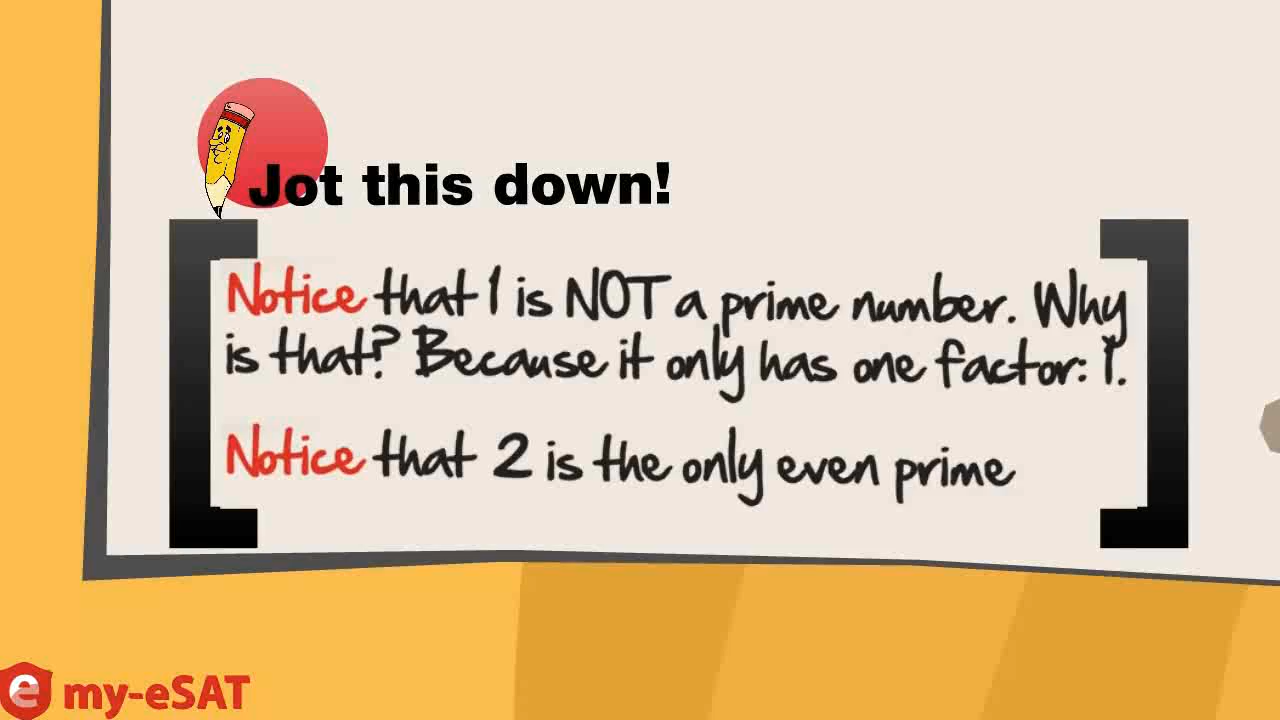 Jot this down!
Notice that 1 is NOT a prime number. Why
is that? Because it only has one factor: 1.
Notice that 2 is the only even prime
e my-eSAT